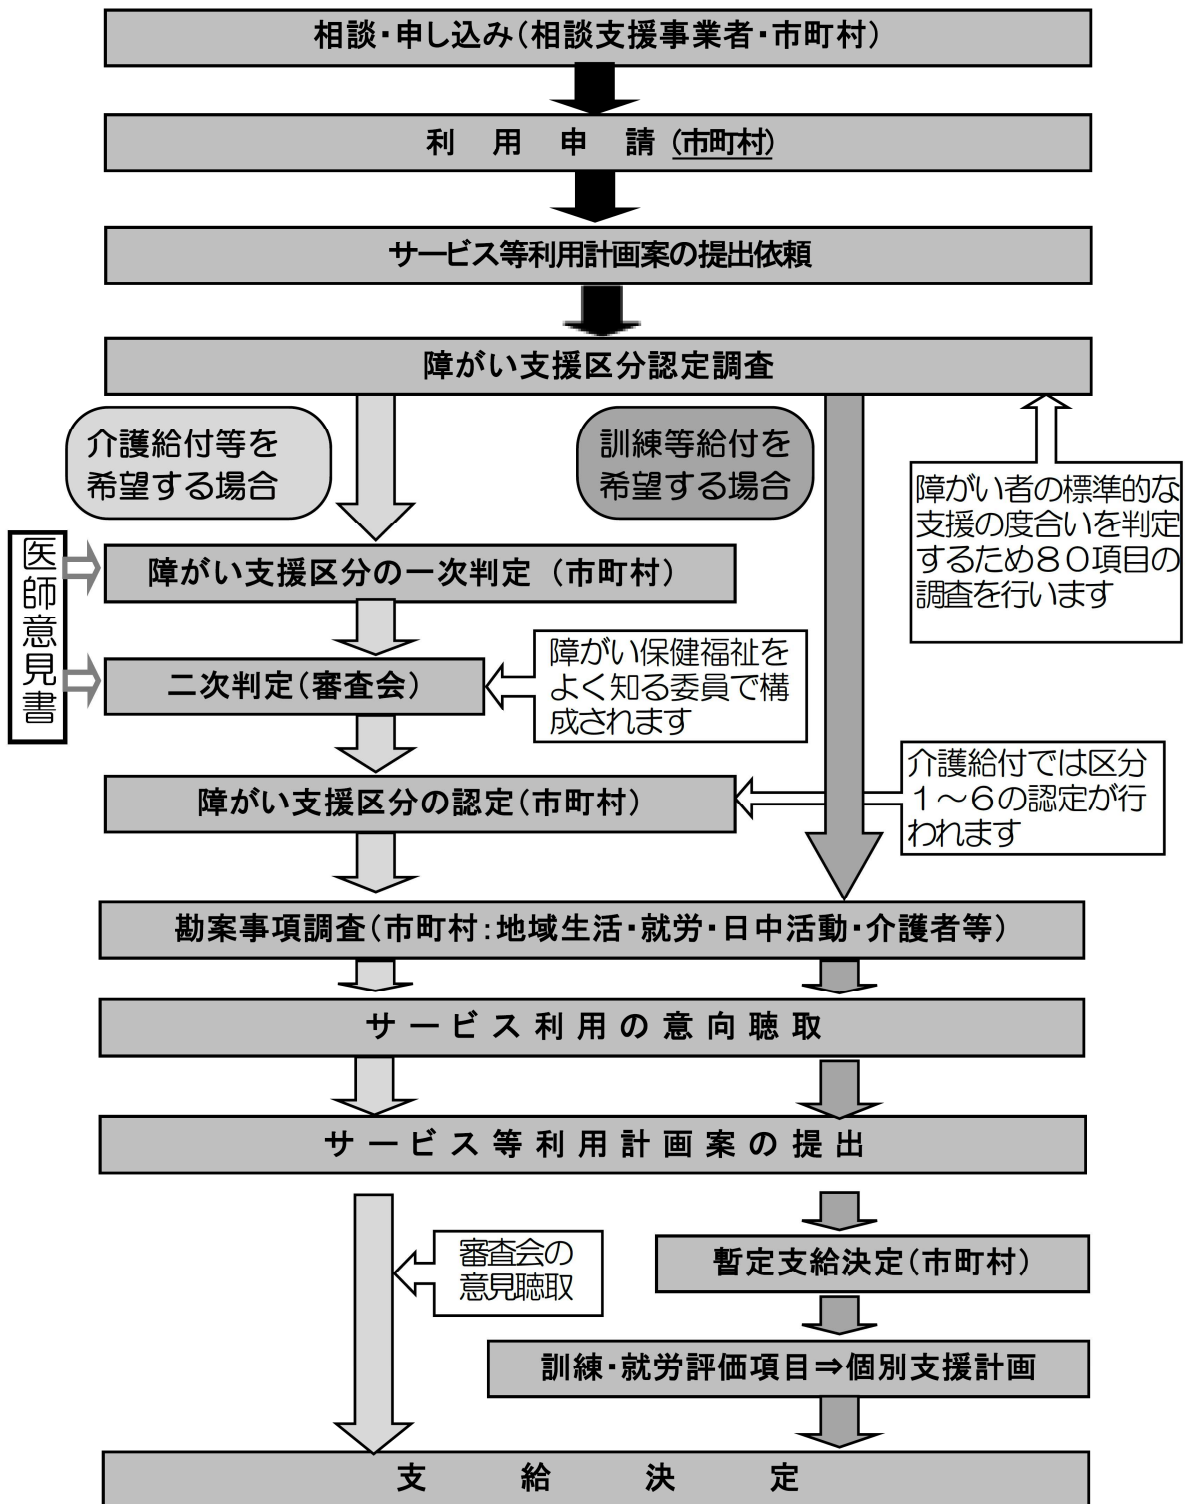 相談・申し込み(相談支援事業者・市町村)
利用申請(市町村)
サービス等利用計画案の提出依頼
障がい支援区分認定調査
介護給付等を
希望する場合
訓練等給付を
希望する場合
障がい者の標準的な
支援の度合いを判定
するため80項目の
調査を行います
医師意見書
障がい支援区分の一次判定(市町村)
二次判定(審査会)
障がい保健福祉を
よく知る委員で構
成されます
障がい支援区分の認定(市町村)
介護給付では区分
1~6の認定が行
われます
勘案事項調査(市町村:地域生活・就労・日中活動・介護者等)
サービス利用の意向聴取
サービス等利用計画案の提出
審査会の
意見聴取
暫定支給決定(市町村)
訓練・就労評価項目⇒個別支援計画
支給決定